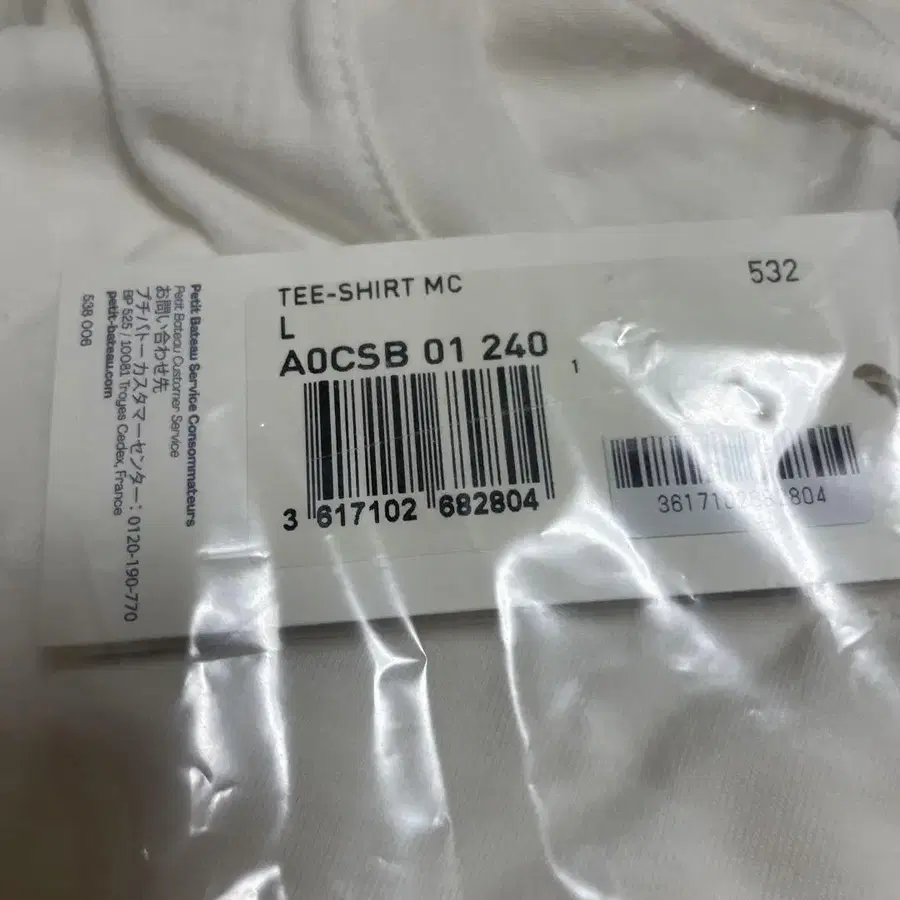 TEE-SHIRT MC
532
L
A0CSB 01 240
1
3 617102 682804
Petit Bateau Service Consommateurs
Petit Bateau Customer Service
お問い合わせ先
プチバトーカスタマーセンター：0120-190-770
BP 525 / 10081 Troyes Cedex, France
petit-bateau.com
538 006